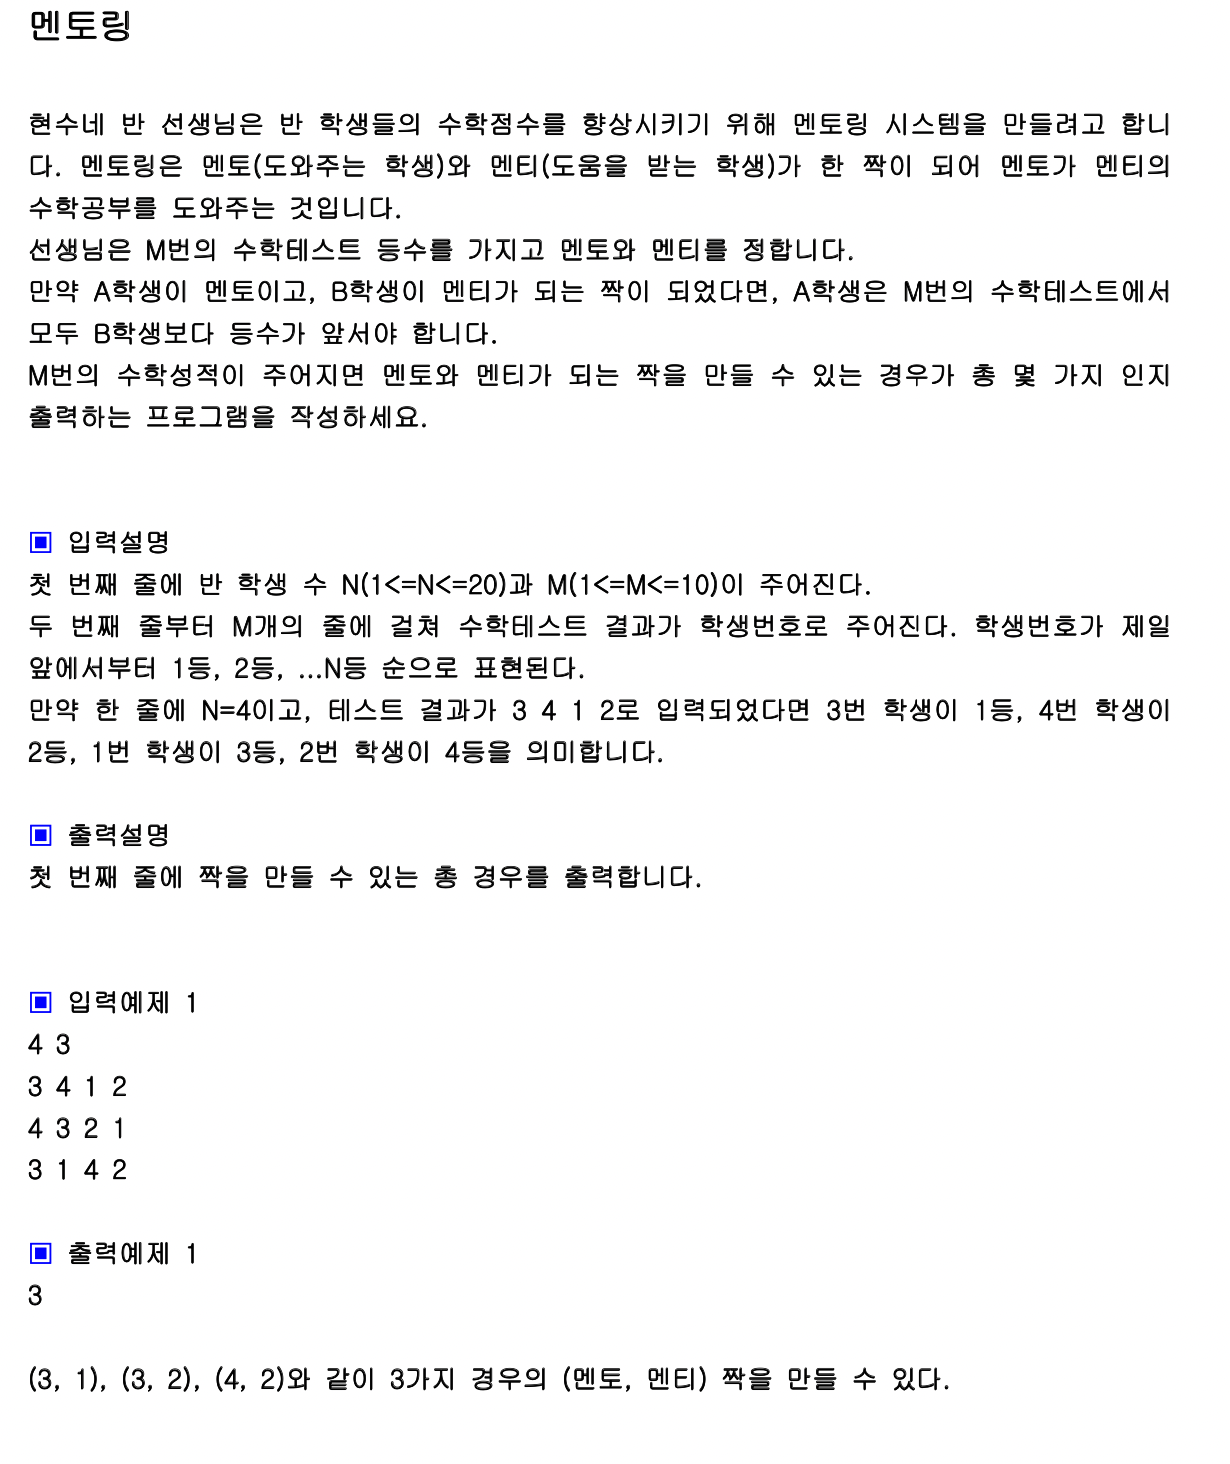 멘토링
현수네 반 선생님은 반 학생들의 수학점수를 향상시키기 위해 멘토링 시스템을 만들려고 합니
다. 멘토링은 멘토(도와주는 학생)와 멘티(도움을 받는 학생)가 한 짝이 되어 멘토가 멘티의
수학공부를 도와주는 것입니다.
선생님은 M번의 수학테스트 등수를 가지고 멘토와 멘티를 정합니다.
만약 A학생이 멘토이고, B학생이 멘티가 되는 짝이 되었다면, A학생은 M번의 수학테스트에서
모두 B학생보다 등수가 앞서야 합니다.
M번의 수학성적이 주어지면 멘토와 멘티가 되는 짝을 만들 수 있는 경우가 총 몇 가지 인지
출력하는 프로그램을 작성하세요.
▣ 입력설명
첫 번째 줄에 반 학생 수 N(1<=N<=20)과 M(1<=M<=10)이 주어진다.
두 번째 줄부터 M개의 줄에 걸쳐 수학테스트 결과가 학생번호로 주어진다. 학생번호가 제일
앞에서부터 1등, 2등, ...N등 순으로 표현된다.
만약 한 줄에 N=4이고, 테스트 결과가 3 4 1 2로 입력되었다면 3번 학생이 1등, 4번 학생이
2등, 1번 학생이 3등, 2번 학생이 4등을 의미합니다.
▣ 출력설명
첫 번째 줄에 짝을 만들 수 있는 총 경우를 출력합니다.
▣ 입력예제 1
4 3
3 4 1 2
4 3 2 1
3 1 4 2
▣ 출력예제 1
3
(3, 1), (3, 2), (4, 2)와 같이 3가지 경우의 (멘토, 멘티) 짝을 만들 수 있다.